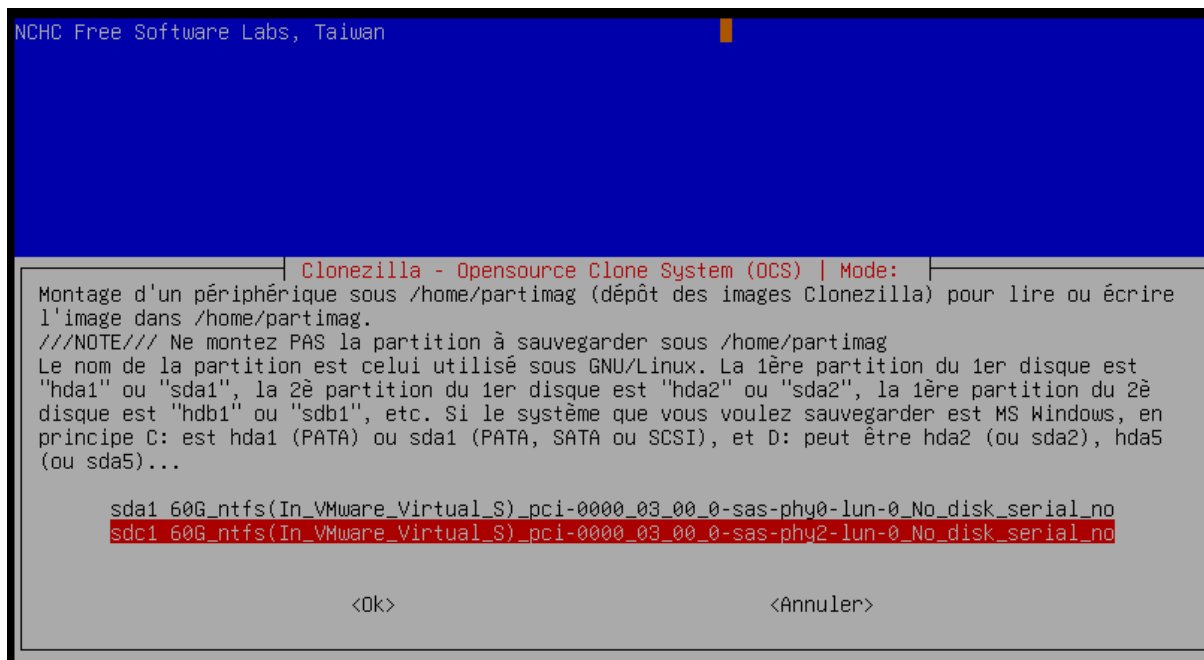 NCHC Free Software Labs, Taiwan
Clonezilla - Opensource Clone System (OCS) | Mode:
Montage d'un périphérique sous /home/partimag (dépôt des images Clonezilla) pour lire ou écrire
l'image dans /home/partimag.
///NOTE/// Ne montez PAS la partition à sauvegarder sous /home/partimag
Le nom de la partition est celui utilisé sous GNU/Linux. La 1ère partition du 1er disque est
"hda1" ou "sda1", la 2è partition du 1er disque est "hda2" ou "sda2", la 1ère partition du 2è
disque est "hdb1" ou "sdb1", etc. Si le système que vous voulez sauvegarder est MS Windows, en
principe C: est hda1 (PATA) ou sda1 (PATA, SATA ou SCSI), et D: peut être hda2 (ou sda2), hda5
(ou sda5)...
sda1 60G_ntfs(In_VMware_Virtual_S)_pci-0000_03_00_0-sas-phy0-lun-0_No_disk_serial_no
sdc1 60G_ntfs(In_VMware_Virtual_S)_pci-0000_03_00_0-sas-phy2-lun-0_No_disk_serial_no
<Ok> <Annuler>